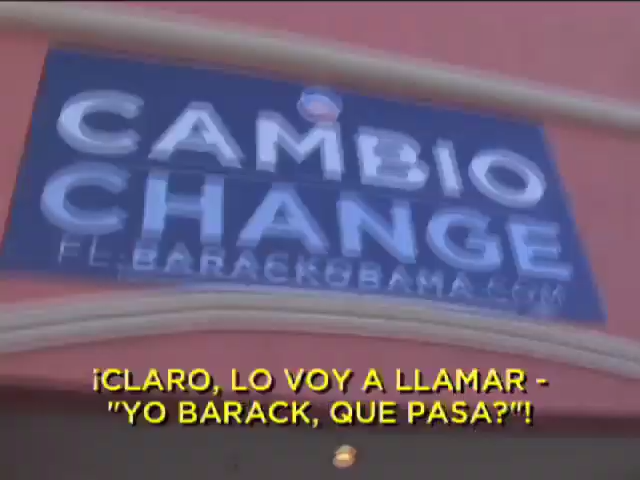 CAMBIO
CHANGE
FL.BARACKOBAMA.COM
¡CLARO, LO VOY A LLAMAR -
"YO BARACK, QUE PASA?"!